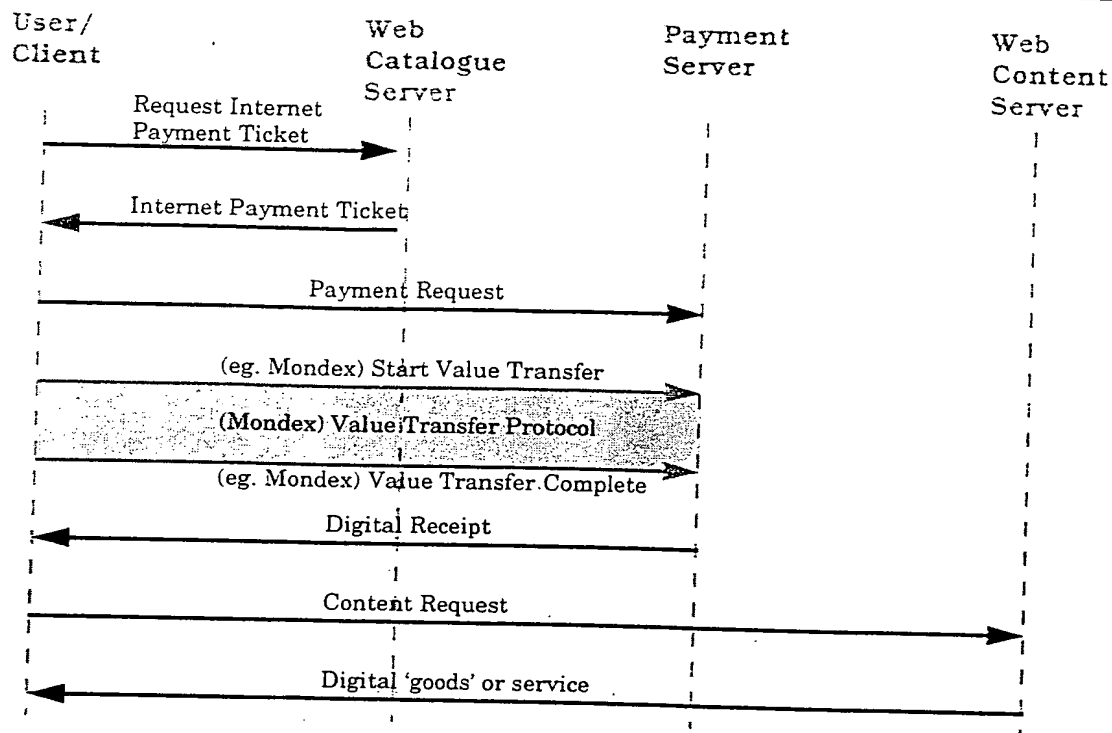 User/
Client
Web
Catalogue
Server
Payment
Server
Web
Content
Server
Request Internet
Payment Ticket
Internet Payment Ticket
Payment Request
(eg. Mondex) Start Value Transfer
(Mondex) Value Transfer Protocol
(eg. Mondex) Value Transfer Complete
Digital Receipt
Content Request
Digital 'goods' or service